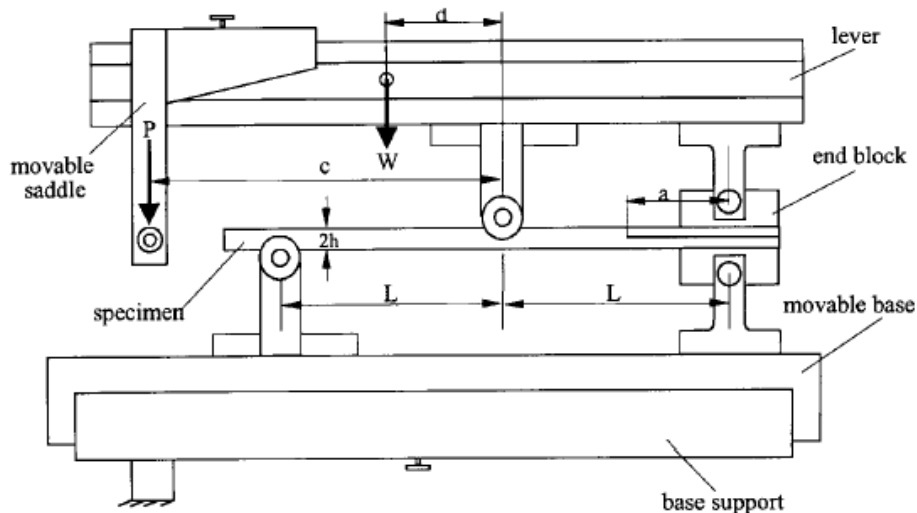 d
lever
P
W
movable
saddle
c
end block
a
2h
L
L
specimen
movable base
base support